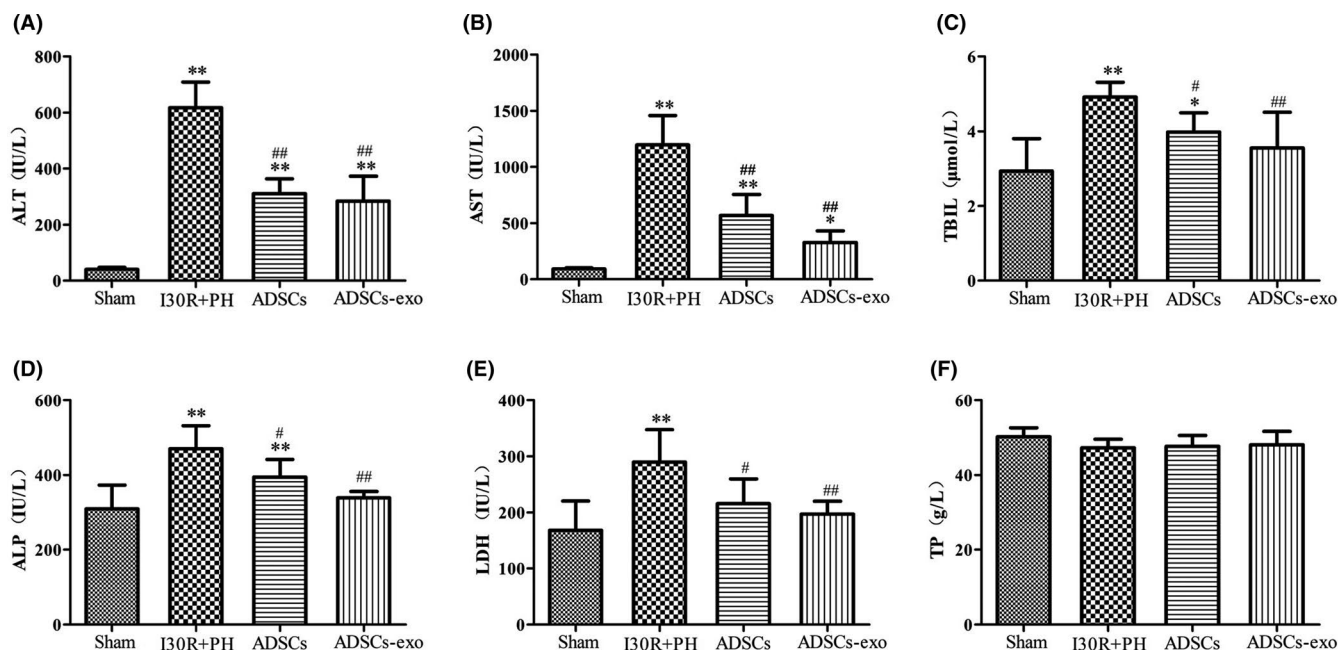 (A)
ALT (IU/L)
800
600
400
200
0
**
##
**
##
**
Sham I30R+PH ADSCs ADSCs-exo
(B)
AST (IU/L)
2000
1500
1000
500
0
**
##
**
##
*
Sham I30R+PH ADSCs ADSCs-exo
(C)
TBIL (μmol/L)
6
4
2
0
**
#
*
##
Sham I30R+PH ADSCs ADSCs-exo
(D)
ALP (IU/L)
600
400
200
0
**
#
**
##
Sham I30R+PH ADSCs ADSCs-exo
(E)
LDH (IU/L)
400
300
200
100
0
**
#
##
Sham I30R+PH ADSCs ADSCs-exo
(F)
TP (g/L)
60
40
20
0
Sham I30R+PH ADSCs ADSCs-exo